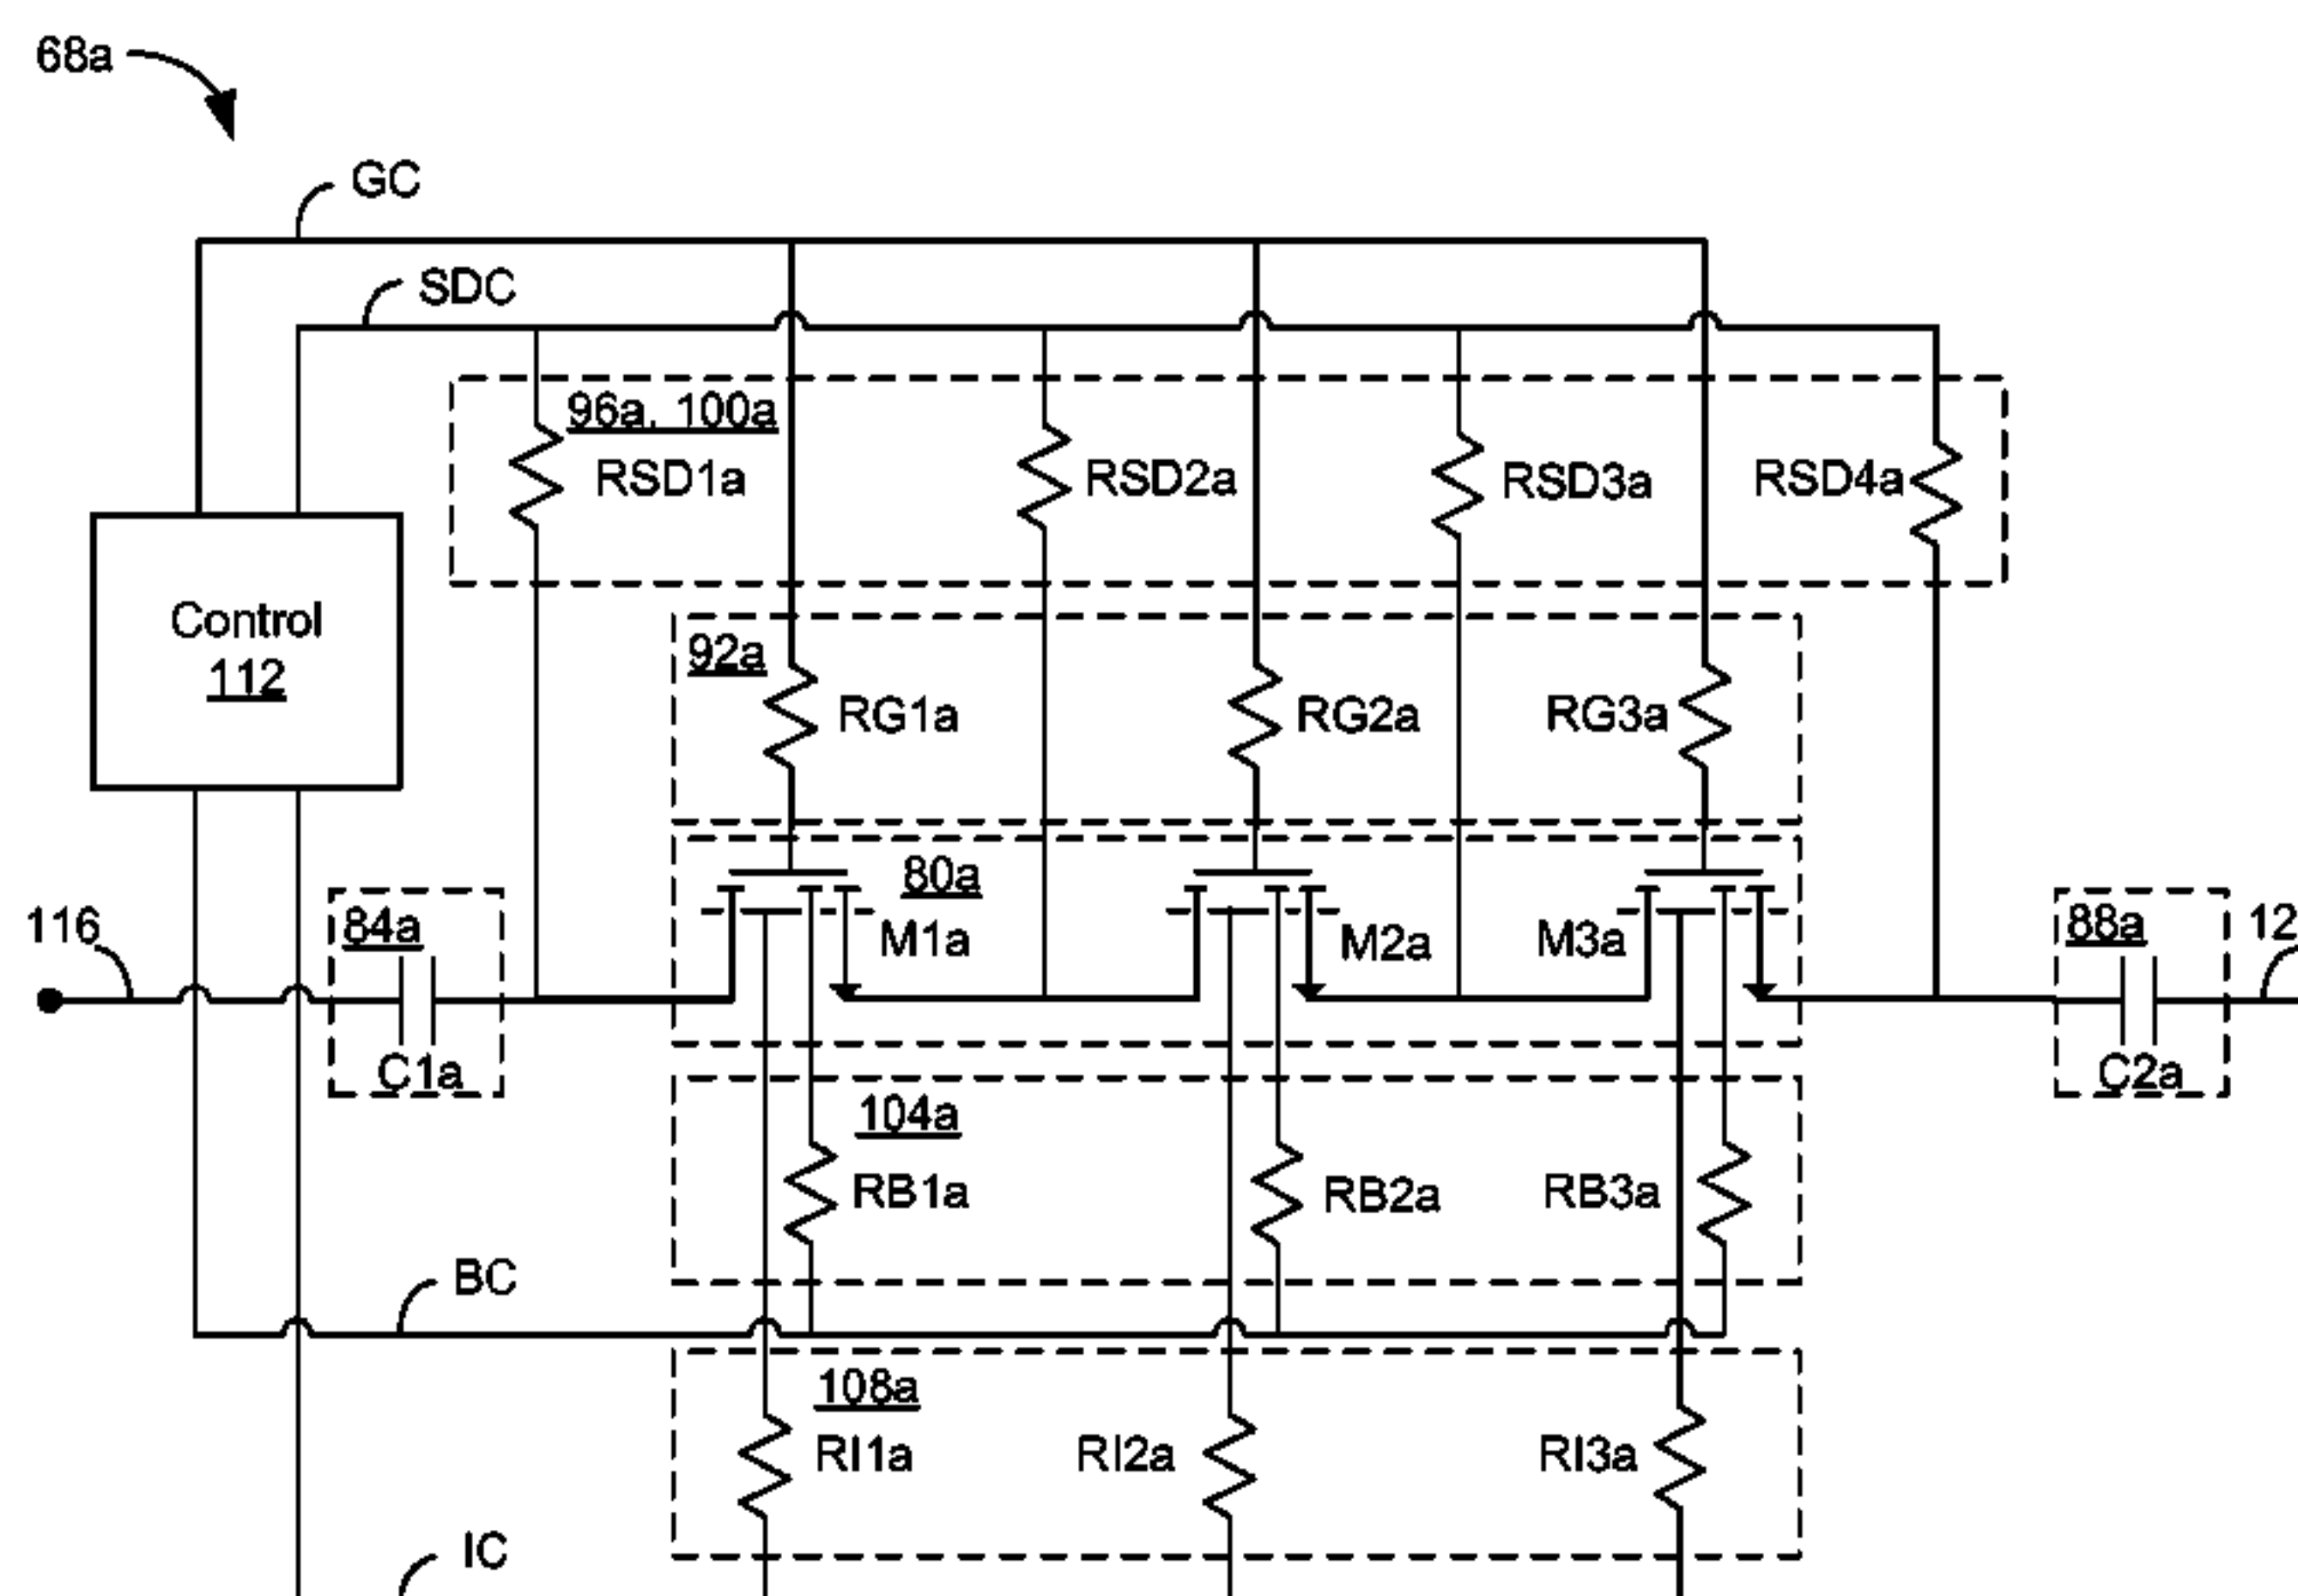 68a
GC
SDC
96a, 100a
RSD1a
RSD2a
RSD3a
RSD4a
Control
112
92a
RG1a
RG2a
RG3a
80a
116
84a
M1a
M2a
M3a
88a
12
C1a
C2a
104a
RB1a
RB2a
RB3a
BC
108a
RI1a
RI2a
RI3a
IC